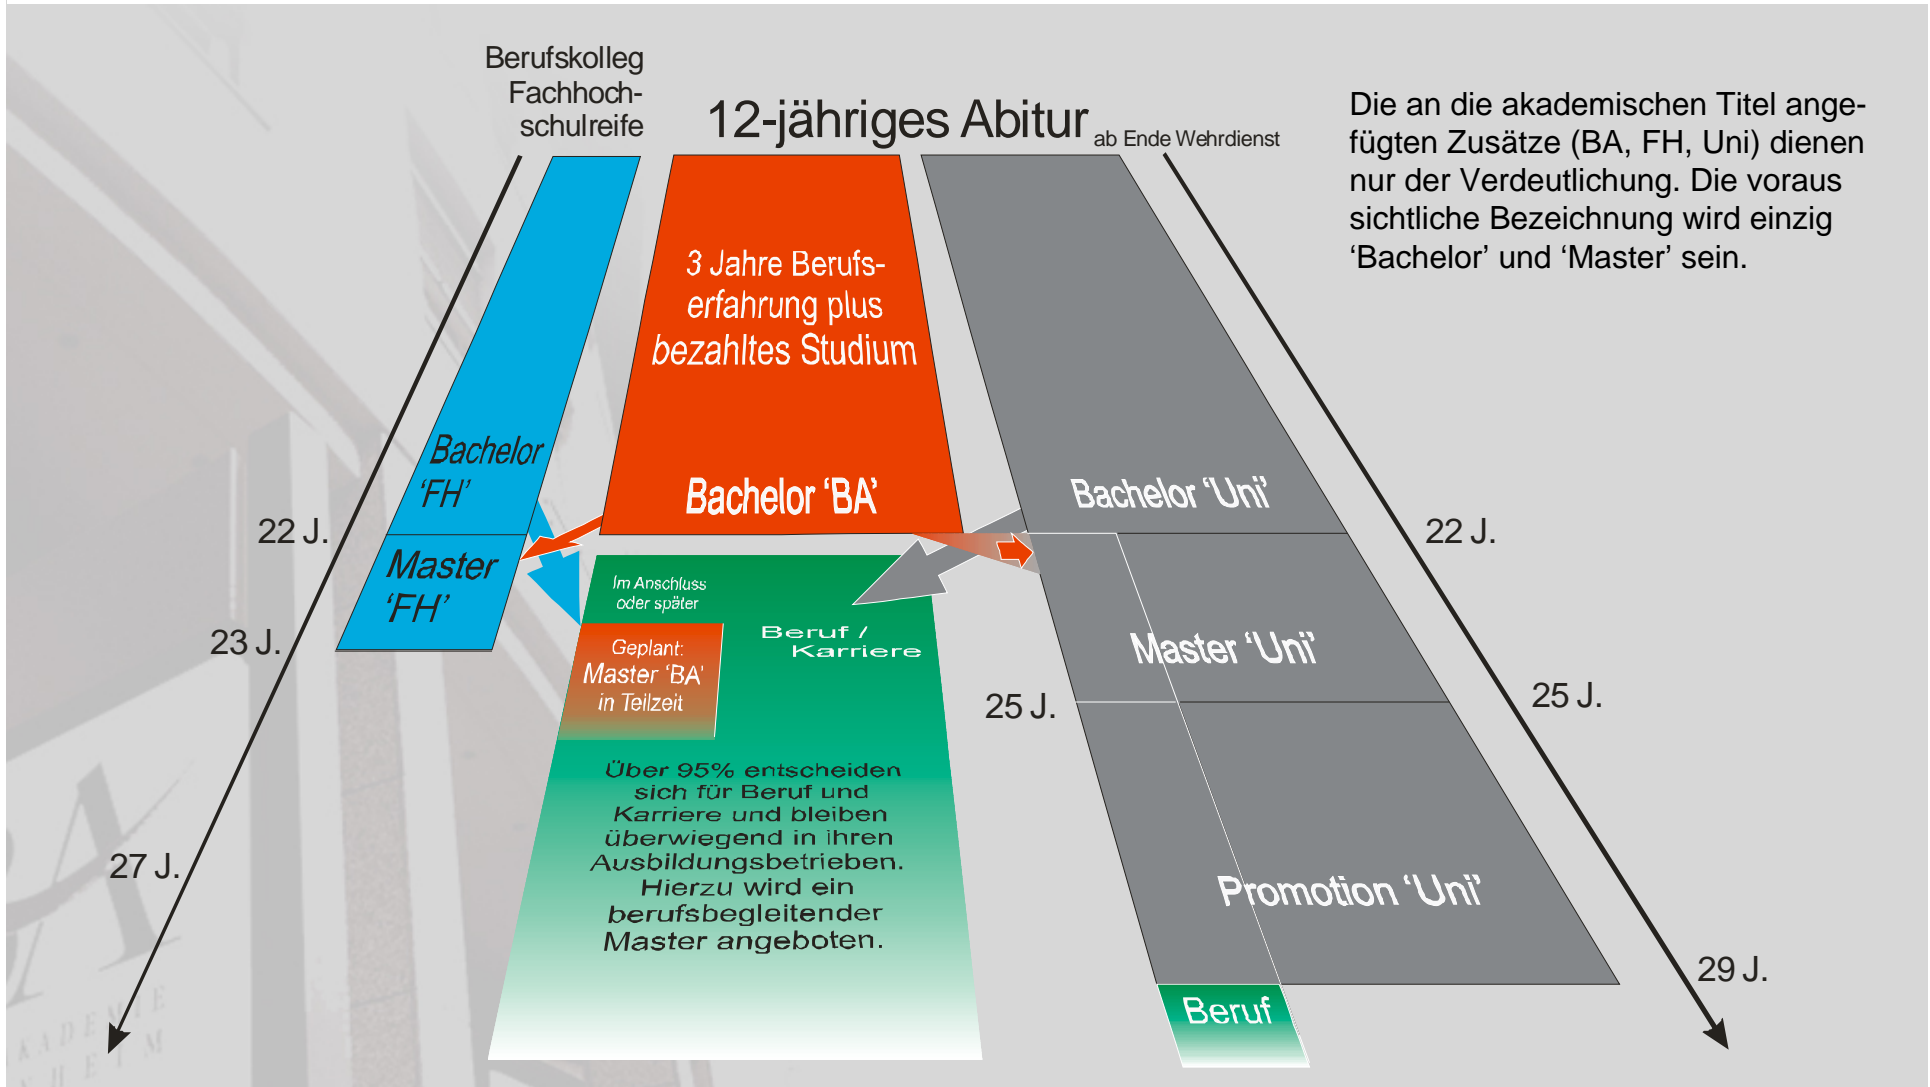 Berufskolleg
Fachhoch-
schulreife
12-jähriges Abitur
ab Ende Wehrdienst
Die an die akademischen Titel ange-
fügten Zusätze (BA, FH, Uni) dienen
nur der Verdeutlichung. Die voraus
sichtliche Bezeichnung wird einzig
‘Bachelor’ und ‘Master’ sein.
3 Jahre Berufs-
erfahrung plus
bezahltes Studium
Bachelor
‘FH’
Bachelor ‘BA’
Bachelor ‘Uni’
22 J.
22 J.
Master
‘FH’
Im Anschluss
oder später
Beruf /
Karriere
Geplant:
Master ‘BA’
in Teilzeit
Master ‘Uni’
23 J.
25 J.
25 J.
Über 95% entscheiden
sich für Beruf und
Karriere und bleiben
überwiegend in ihren
Ausbildungsbetrieben.
Hierzu wird ein
berufsbegleitender
Master angeboten.
27 J.
Promotion ‘Uni’
29 J.
Beruf
BA